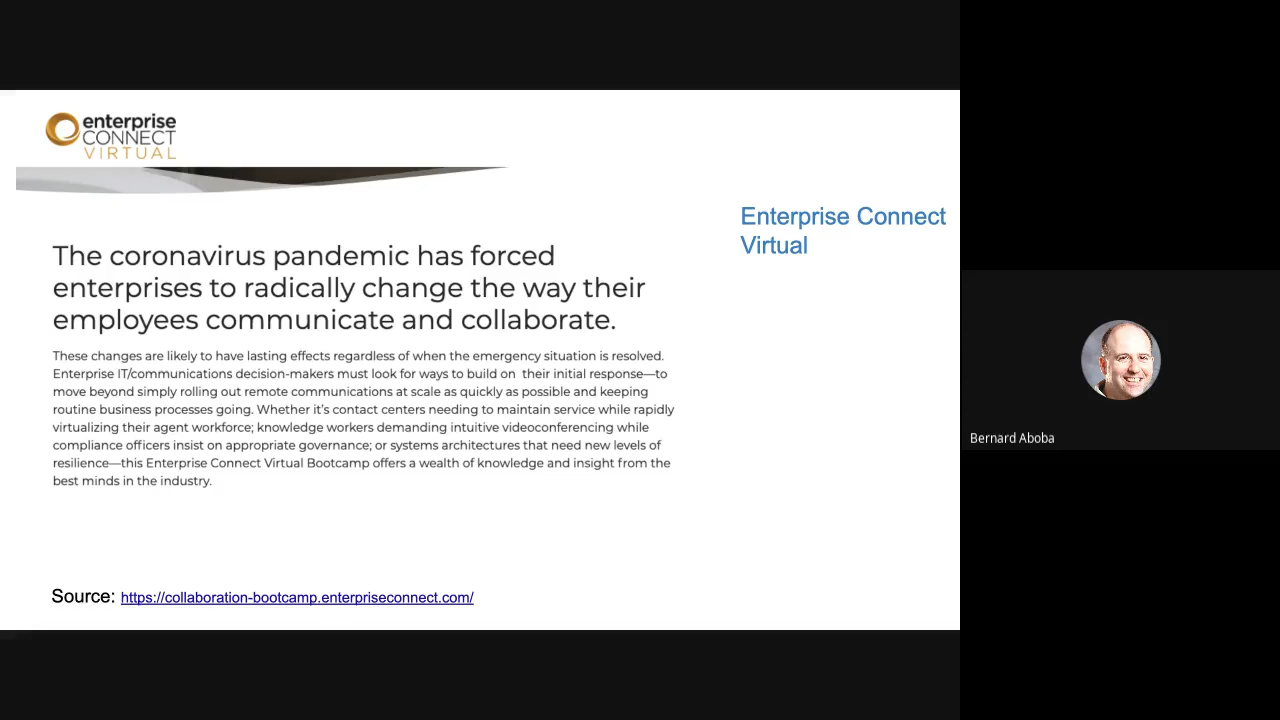 enterprise
CONNECT
VIRTUAL
Enterprise Connect
Virtual
The coronavirus pandemic has forced
enterprises to radically change the way their
employees communicate and collaborate.
These changes are likely to have lasting effects regardless of when the emergency situation is resolved.
Enterprise IT/communications decision-makers must look for ways to build on  their initial response—to
move beyond simply rolling out remote communications at scale as quickly as possible and keeping
routine business processes going. Whether it's contact centers needing to maintain service while rapidly
virtualizing their agent workforce; knowledge workers demanding intuitive videoconferencing while
compliance officers insist on appropriate governance; or systems architectures that need new levels of
resilience—this Enterprise Connect Virtual Bootcamp offers a wealth of knowledge and insight from the
best minds in the industry.
Source: https://collaboration-bootcamp.enterpriseconnect.com/
Bernard Aboba